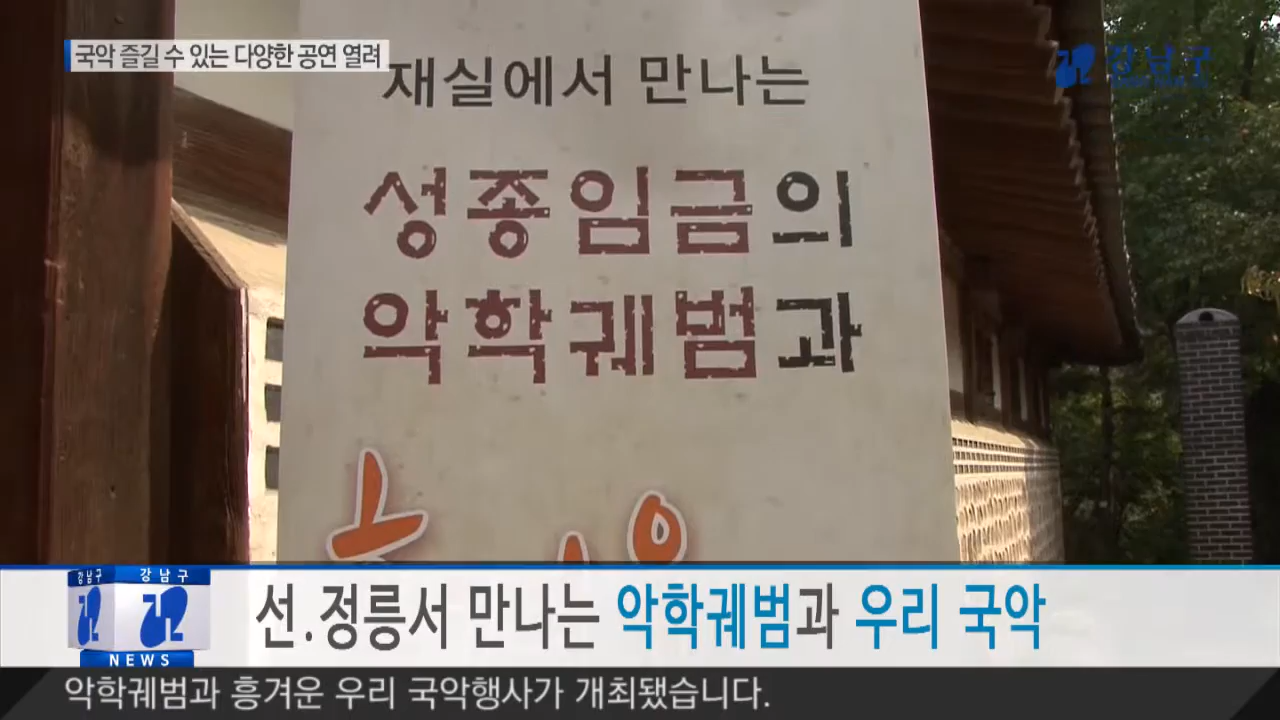 국악 즐길 수 있는 다양한 공연 열려
강남구
재실에서 만나는
성종임금의
악학궤범과
강남구
강남구
NEWS
선.정릉서 만나는 악학궤범과 우리 국악
악학궤범과 흥겨운 우리 국악행사가 개최됐습니다.